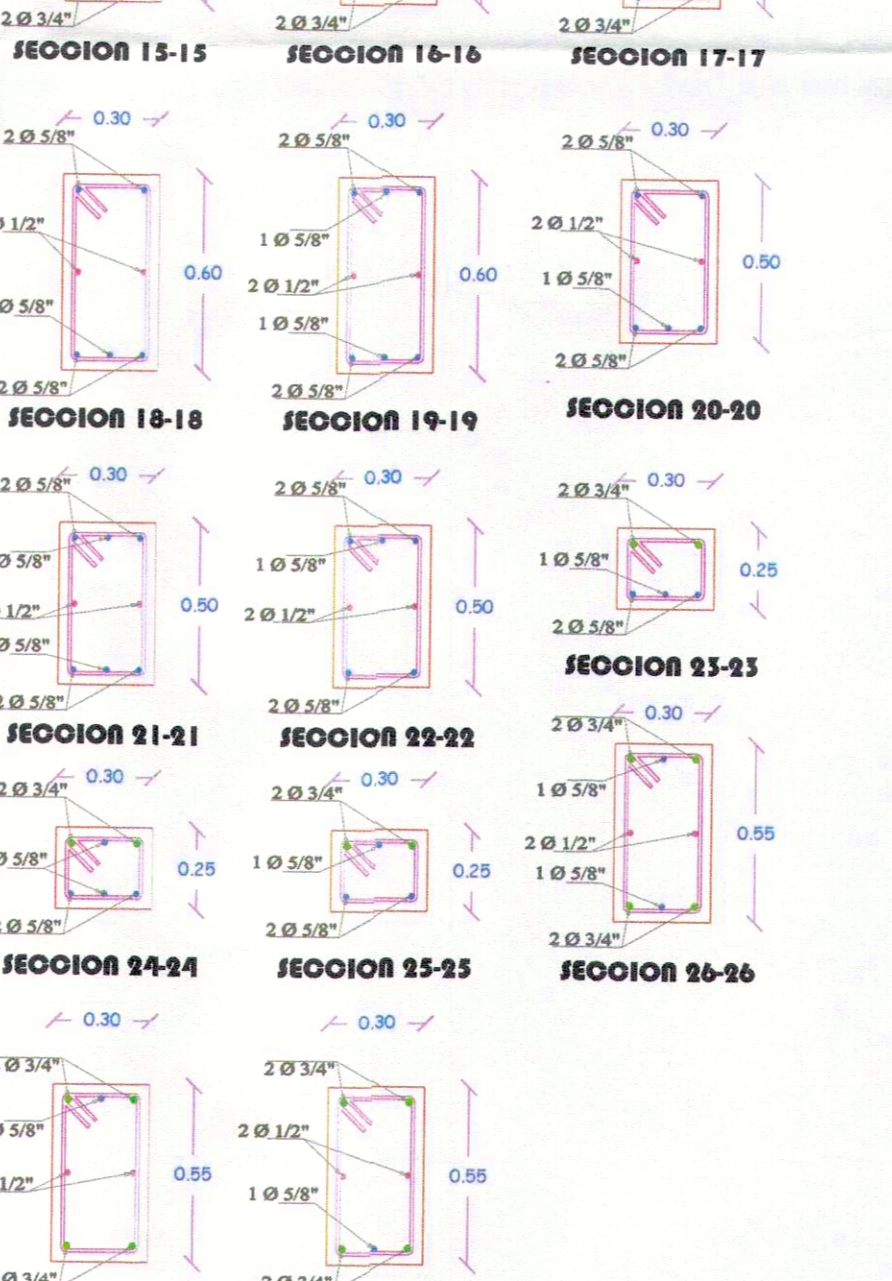 2 Ø 3/4"
2 Ø 3/4"
2 Ø 3/4"
SECCION 15-15
SECCION 16-16
SECCION 17-17
0.30
2 Ø 5/8"
Ø 1/2"
Ø 5/8"
2 Ø 5/8"
0.60
SECCION 18-18
0.30
2 Ø 5/8"
1 Ø 5/8"
2 Ø 1/2"
1 Ø 5/8"
2 Ø 5/8"
0.60
SECCION 19-19
0.30
2 Ø 5/8"
2 Ø 1/2"
1 Ø 5/8"
2 Ø 5/8"
0.50
SECCION 20-20
0.30
2 Ø 5/8"
Ø 5/8"
1/2"
Ø 5/8"
2 Ø 5/8"
0.50
SECCION 21-21
0.30
2 Ø 5/8"
1 Ø 5/8"
2 Ø 1/2"
2 Ø 5/8"
0.50
SECCION 22-22
0.30
2 Ø 3/4"
1 Ø 5/8"
2 Ø 5/8"
0.25
SECCION 23-23
0.30
2 Ø 3/4"
Ø 5/8"
2 Ø 5/8"
0.25
SECCION 24-24
0.30
2 Ø 3/4"
1 Ø 5/8"
2 Ø 5/8"
0.25
SECCION 25-25
0.30
2 Ø 3/4"
1 Ø 5/8"
2 Ø 1/2"
1 Ø 5/8"
2 Ø 3/4"
0.55
SECCION 26-26
0.30
Ø 3/4"
Ø 5/8"
1/2"
Ø 3/4"
0.55
0.30
2 Ø 3/4"
2 Ø 1/2"
1 Ø 5/8"
2 Ø 3/4"
0.55